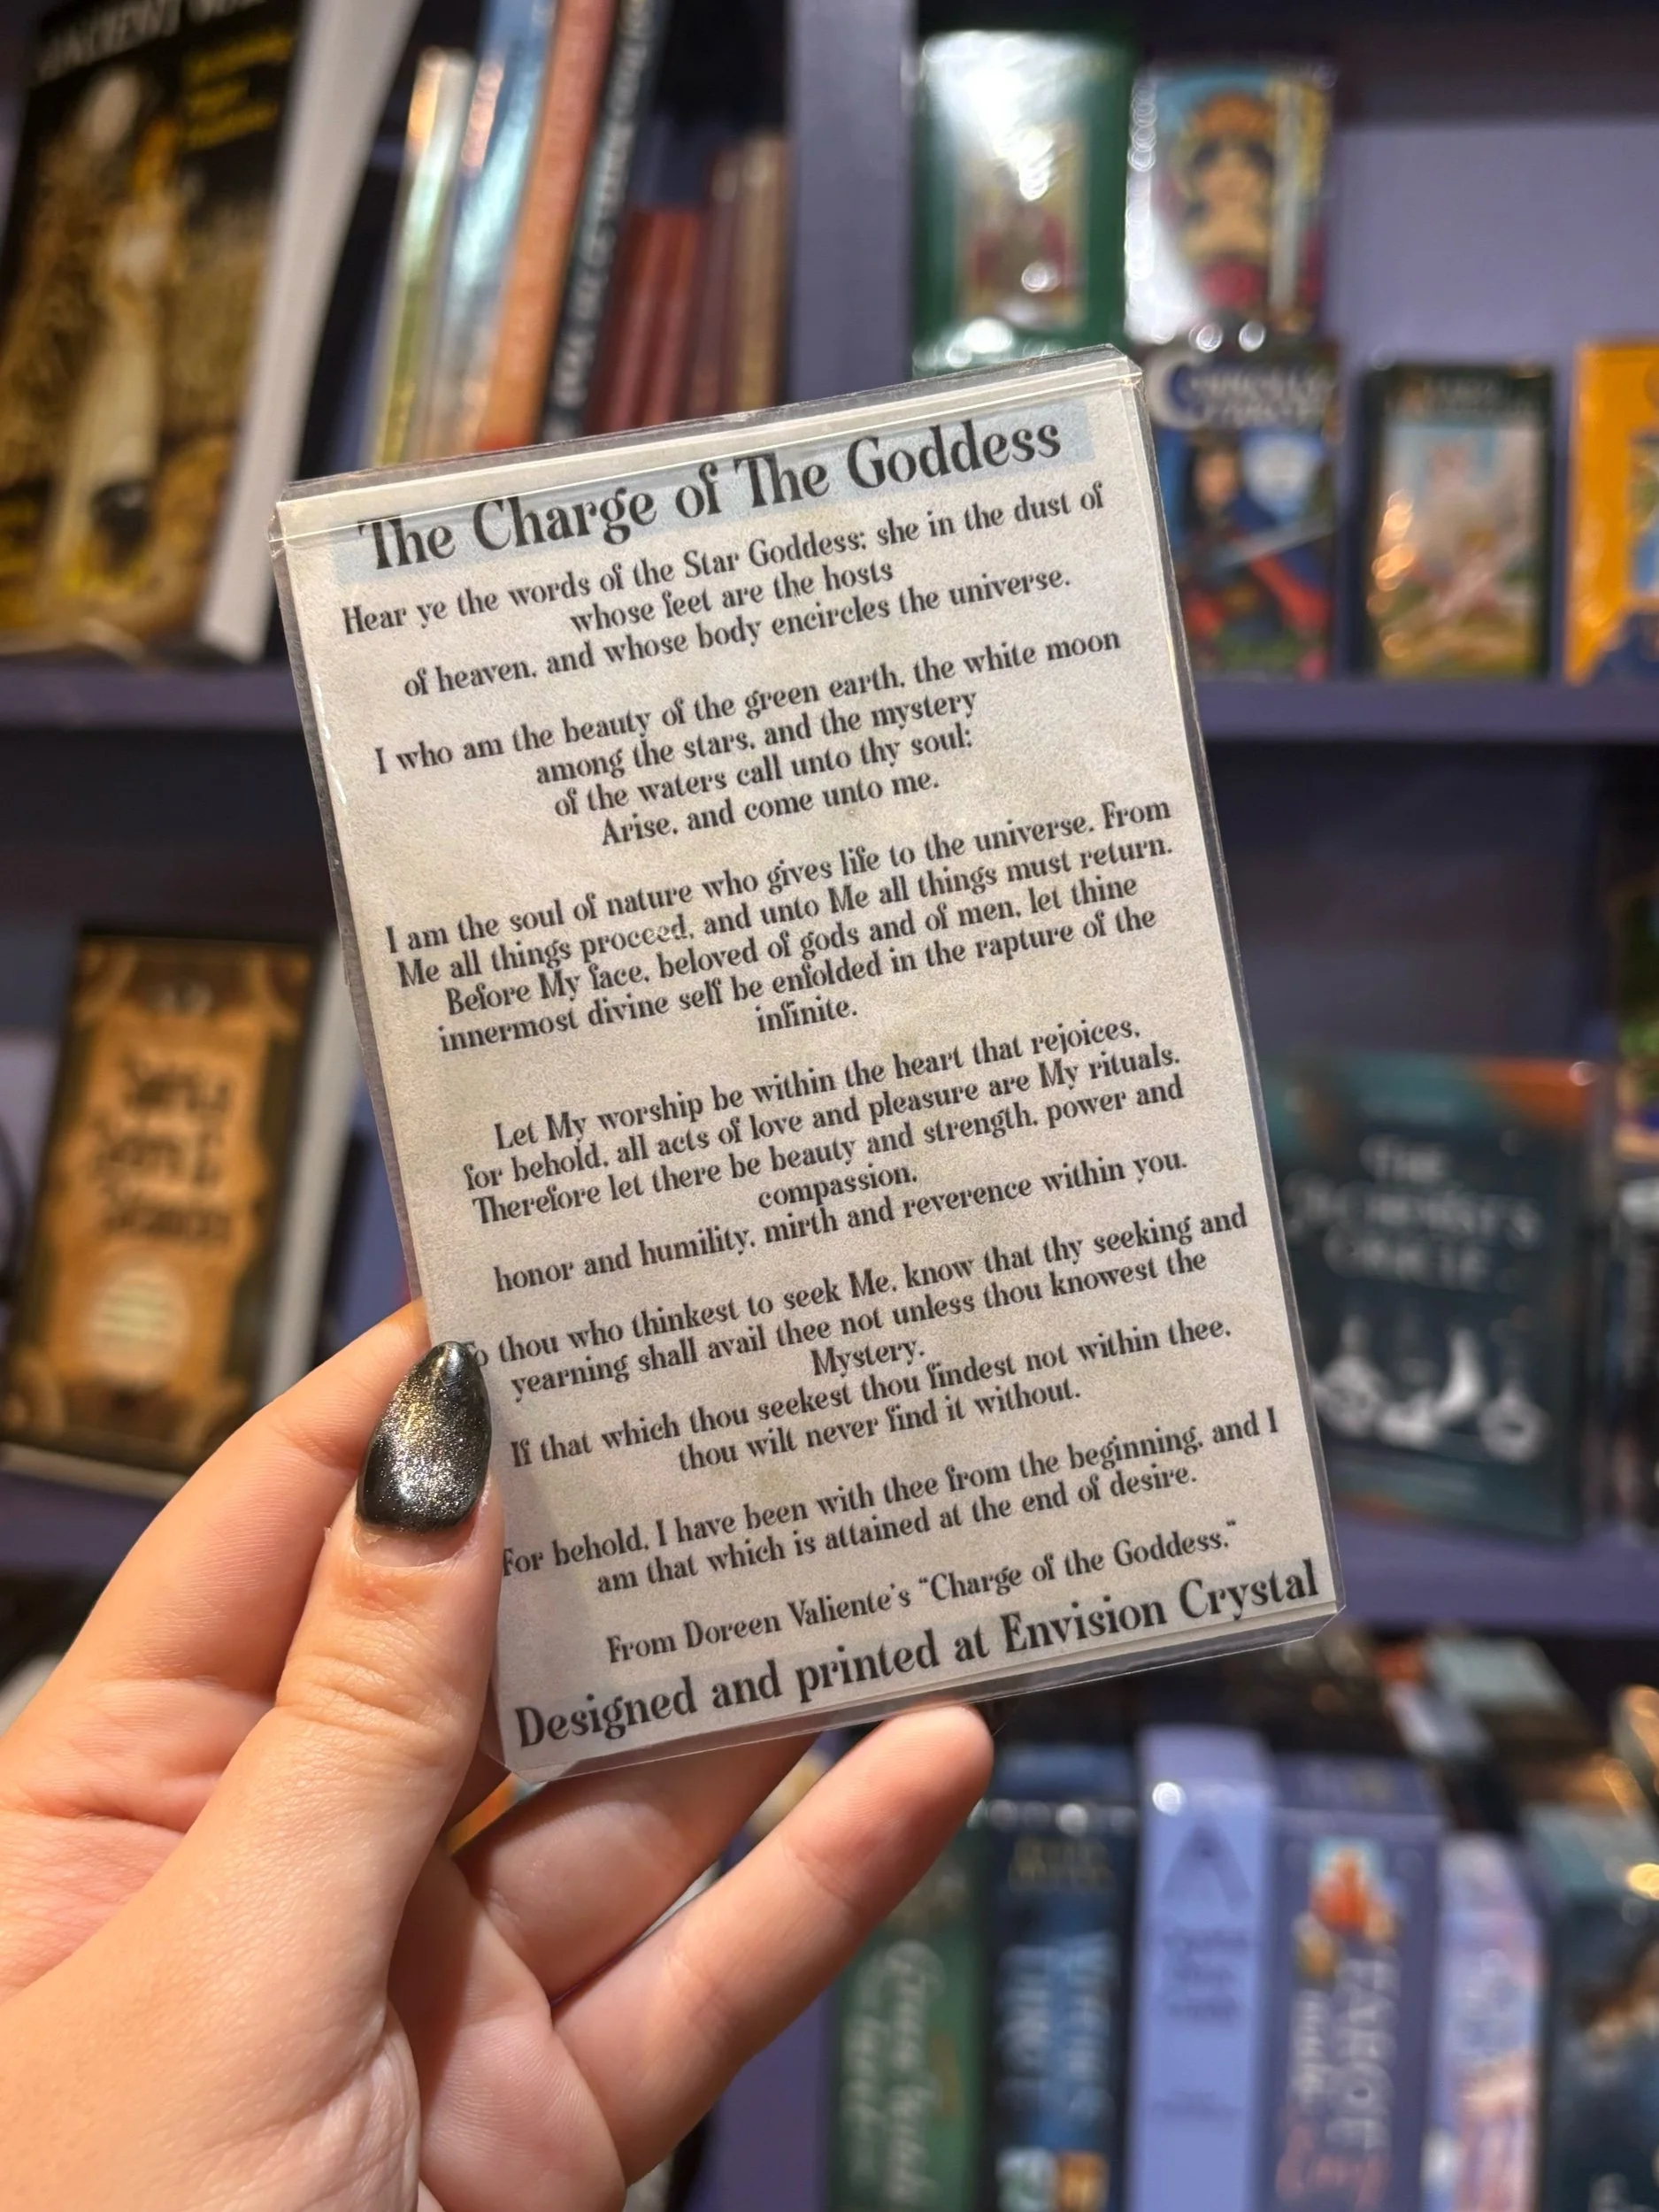 The Charge of The Goddess
Hear ye the words of the Star Goddess; she in the dust of
whose feet are the hosts
of heaven, and whose body encircles the universe.
I who am the beauty of the green earth, the white moon
among the stars, and the mystery
of the waters call unto thy soul:
Arise, and come unto me.
I am the soul of nature who gives life to the universe. From
Me all things proceed, and unto Me all things must return.
Before My face, beloved of gods and of men, let thine
innermost divine self be enfolded in the rapture of the
infinite.
Let My worship be within the heart that rejoices,
for behold, all acts of love and pleasure are My rituals.
Therefore let there be beauty and strength, power and
compassion,
honor and humility, mirth and reverence within you.
To thou who thinkest to seek Me, know that thy seeking and
yearning shall avail thee not unless thou knowest the
Mystery.
If that which thou seekest thou findest not within thee,
thou wilt never find it without.
For behold, I have been with thee from the beginning, and I
am that which is attained at the end of desire.
From Doreen Valiente's "Charge of the Goddess,"
Designed and printed at Envision Crystal
THE
ORACLE
TAROT